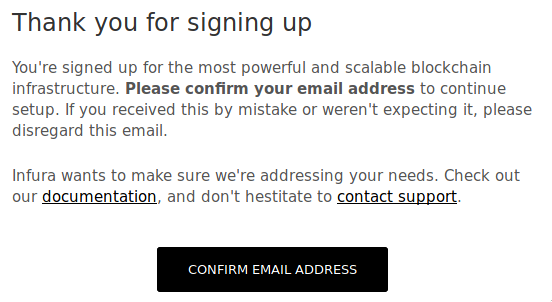 Thank you for signing up
You're signed up for the most powerful and scalable blockchain
infrastructure. Please confirm your email address to continue
setup. If you received this by mistake or weren't expecting it, please
disregard this email.
Infura wants to make sure we're addressing your needs. Check out
our documentation, and don't hestitate to contact support.
CONFIRM EMAIL ADDRESS